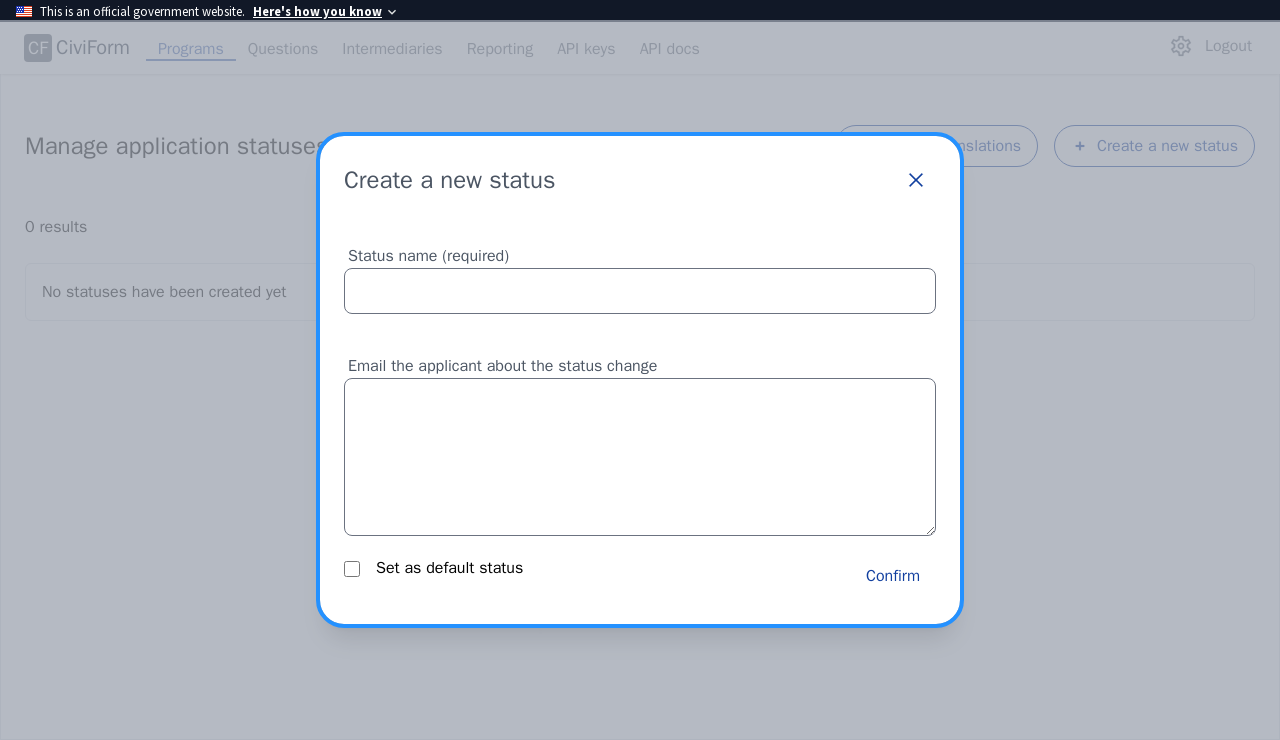 This is an official government website. Here's how you know
CF CiviForm Programs Questions Intermediaries Reporting API keys API docs Logout
Manage application statuses nslations + Create a new status
0 results
No statuses have been created yet
Create a new status
Status name (required)
Email the applicant about the status change
Set as default status
Confirm